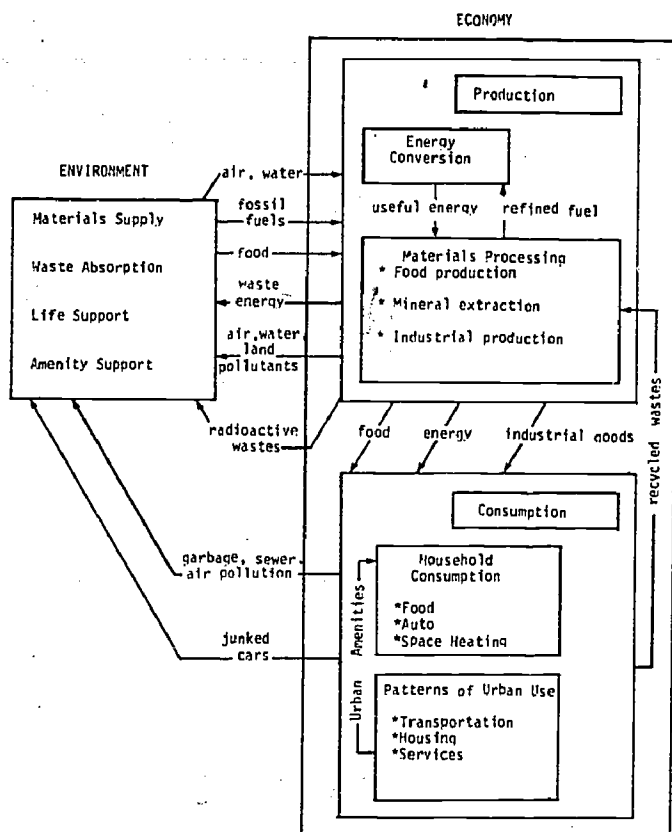 ECONOMY
Production
Energy
Conversion
useful energy
refined fuel
Materials Processing
* Food production
* Mineral extraction
* Industrial production
ENVIRONMENT
Materials Supply
Waste Absorption
Life Support
Amenity Support
air, water
fossil
fuels
food
waste
energy
air,water
land
pollutants
radioactive
wastes
food
energy
industrial goods
recycled wastes
Consumption
Household
Consumption
*Food
*Auto
*Space Heating
Urban Amenities
Patterns of Urban Use
*Transportation
*Housing
*Services
garbage, sewer,
air pollution
junked
cars